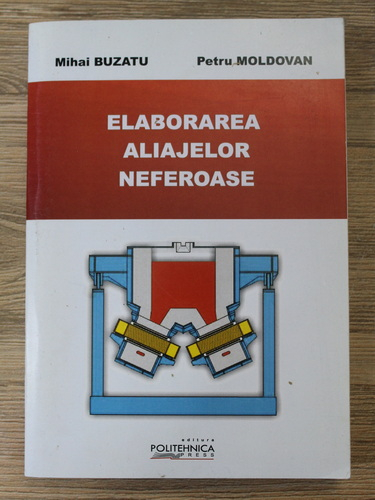 Mihai BUZATU Petru MOLDOVAN
ELABORAREA
ALIAJELOR
NEFEROASE
editura
POLITEHNICA
PRESS